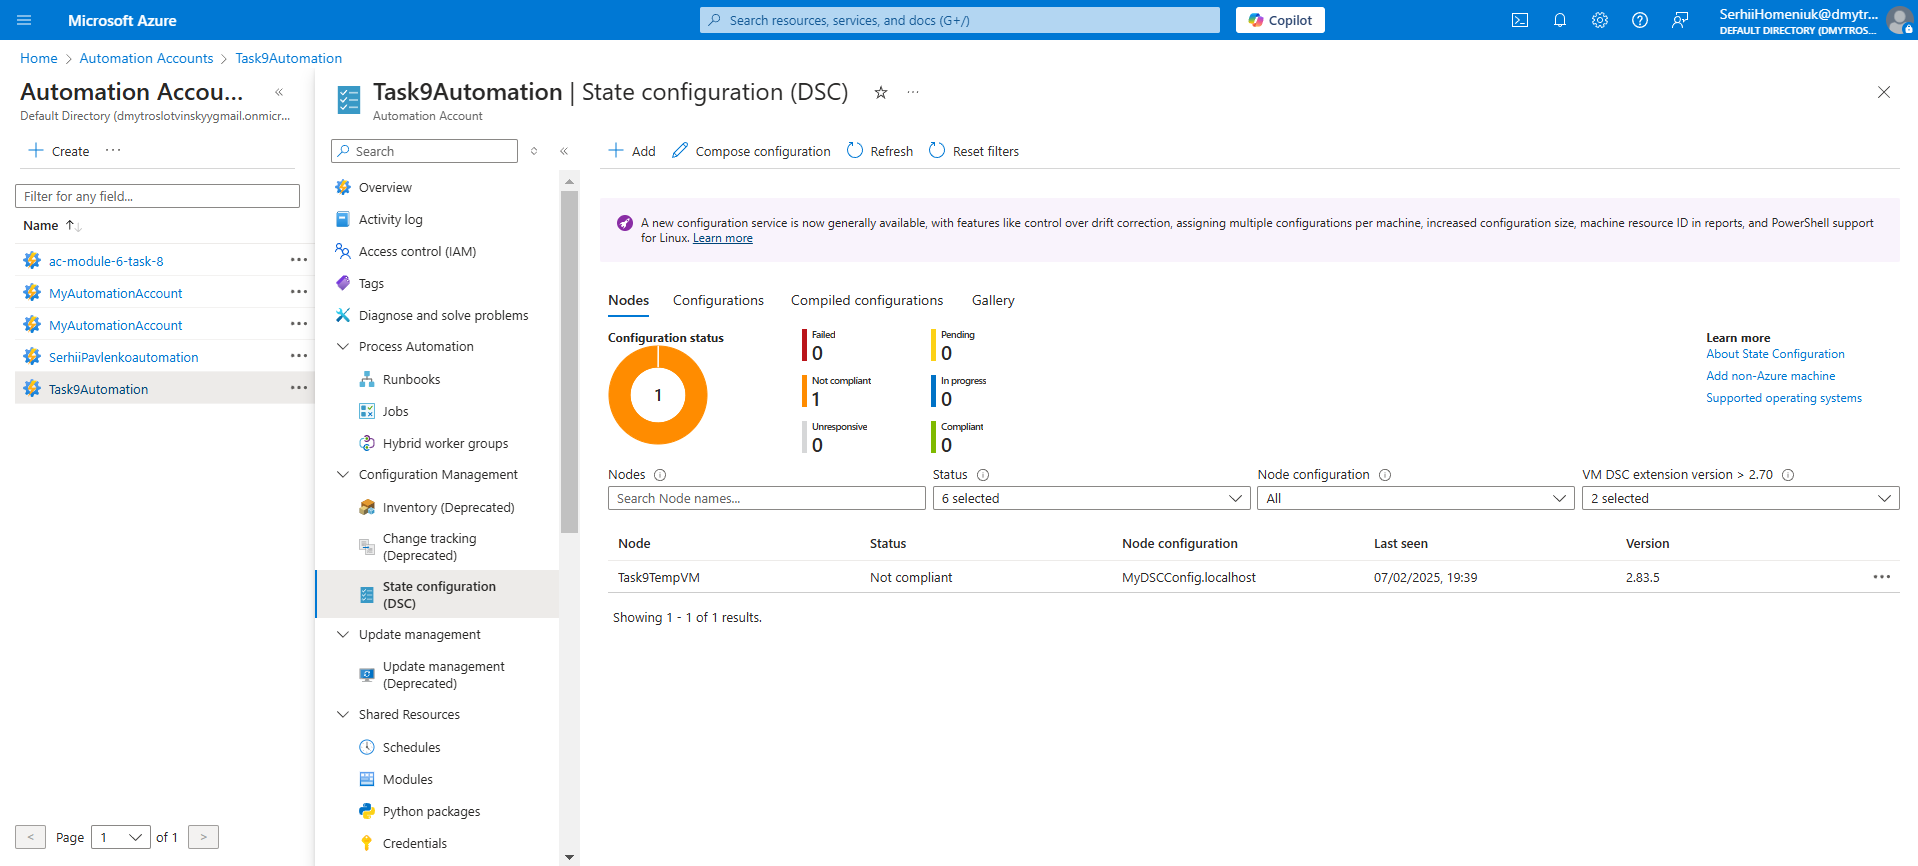 Microsoft Azure
Search resources, services, and docs (G+/)
Copilot
SerhiiHomeniuk@dmytr...
DEFAULT DIRECTORY (DMYTROS...
Home > Automation Accounts > Task9Automation
Automation Accou...
Default Directory (dmytroslotvinskyygmail.onmicr...
+ Create ...
Filter for any field...
Name ↑↓
ac-module-6-task-8
MyAutomationAccount
MyAutomationAccount
SerhiiPavlenkoautomation
Task9Automation
< Page 1 of 1 >
Task9Automation | State configuration (DSC)
Automation Account
Search
Overview
Activity log
Access control (IAM)
Tags
Diagnose and solve problems
Process Automation
Runbooks
Jobs
Hybrid worker groups
Configuration Management
Inventory (Deprecated)
Change tracking
(Deprecated)
State configuration
(DSC)
Update management
Update management
(Deprecated)
Shared Resources
Schedules
Modules
Python packages
Credentials
+ Add Compose configuration Refresh Reset filters
A new configuration service is now generally available, with features like control over drift correction, assigning multiple configurations per machine, increased configuration size, machine resource ID in reports, and PowerShell support
for Linux. Learn more
Nodes Configurations Compiled configurations Gallery
Configuration status
1
Failed
0
Pending
0
Not compliant
1
In progress
0
Unresponsive
0
Compliant
0
Learn more
About State Configuration
Add non-Azure machine
Supported operating systems
Nodes Status Node configuration VM DSC extension version > 2.70
Search Node names... 6 selected All 2 selected
Node Status Node configuration Last seen Version
Task9TempVM Not compliant MyDSCConfig.localhost 07/02/2025, 19:39 2.83.5 ...
Showing 1 - 1 of 1 results.